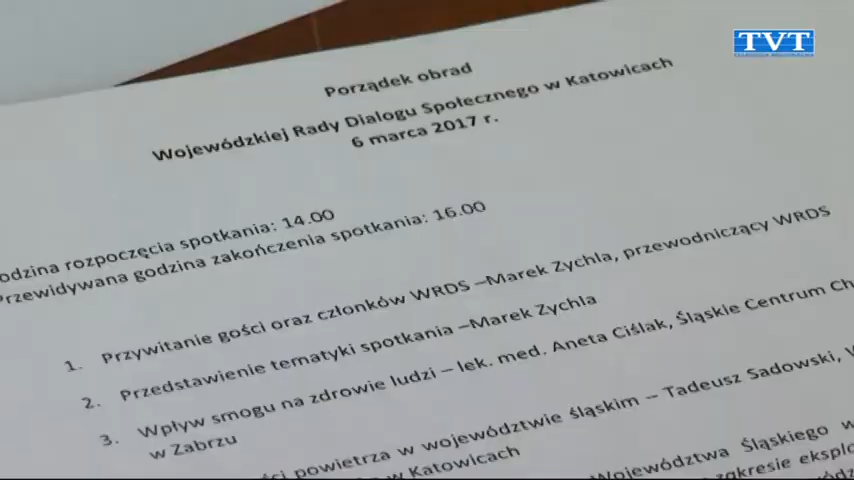 TVT
Porządek obrad
Wojewódzkiej Rady Dialogu Społecznego w Katowicach
6 marca 2017 r.
odzina rozpoczęcia spotkania: 14.00
Przewidywana godzina zakończenia spotkania: 16.00
1. Przywitanie gości oraz członków WRDS –Marek Zychla, przewodniczący WRDS
2. Przedstawienie tematyki spotkania –Marek Zychla
3. Wpływ smogu na zdrowie ludzi – lek. med. Aneta Ciślak, Śląskie Centrum Ch
w Zabrzu
ści powietrza w województwie śląskim -- Tadeusz Sadowski, W
w Katowicach
Województwa Śląskiego w
zakresie eksplo